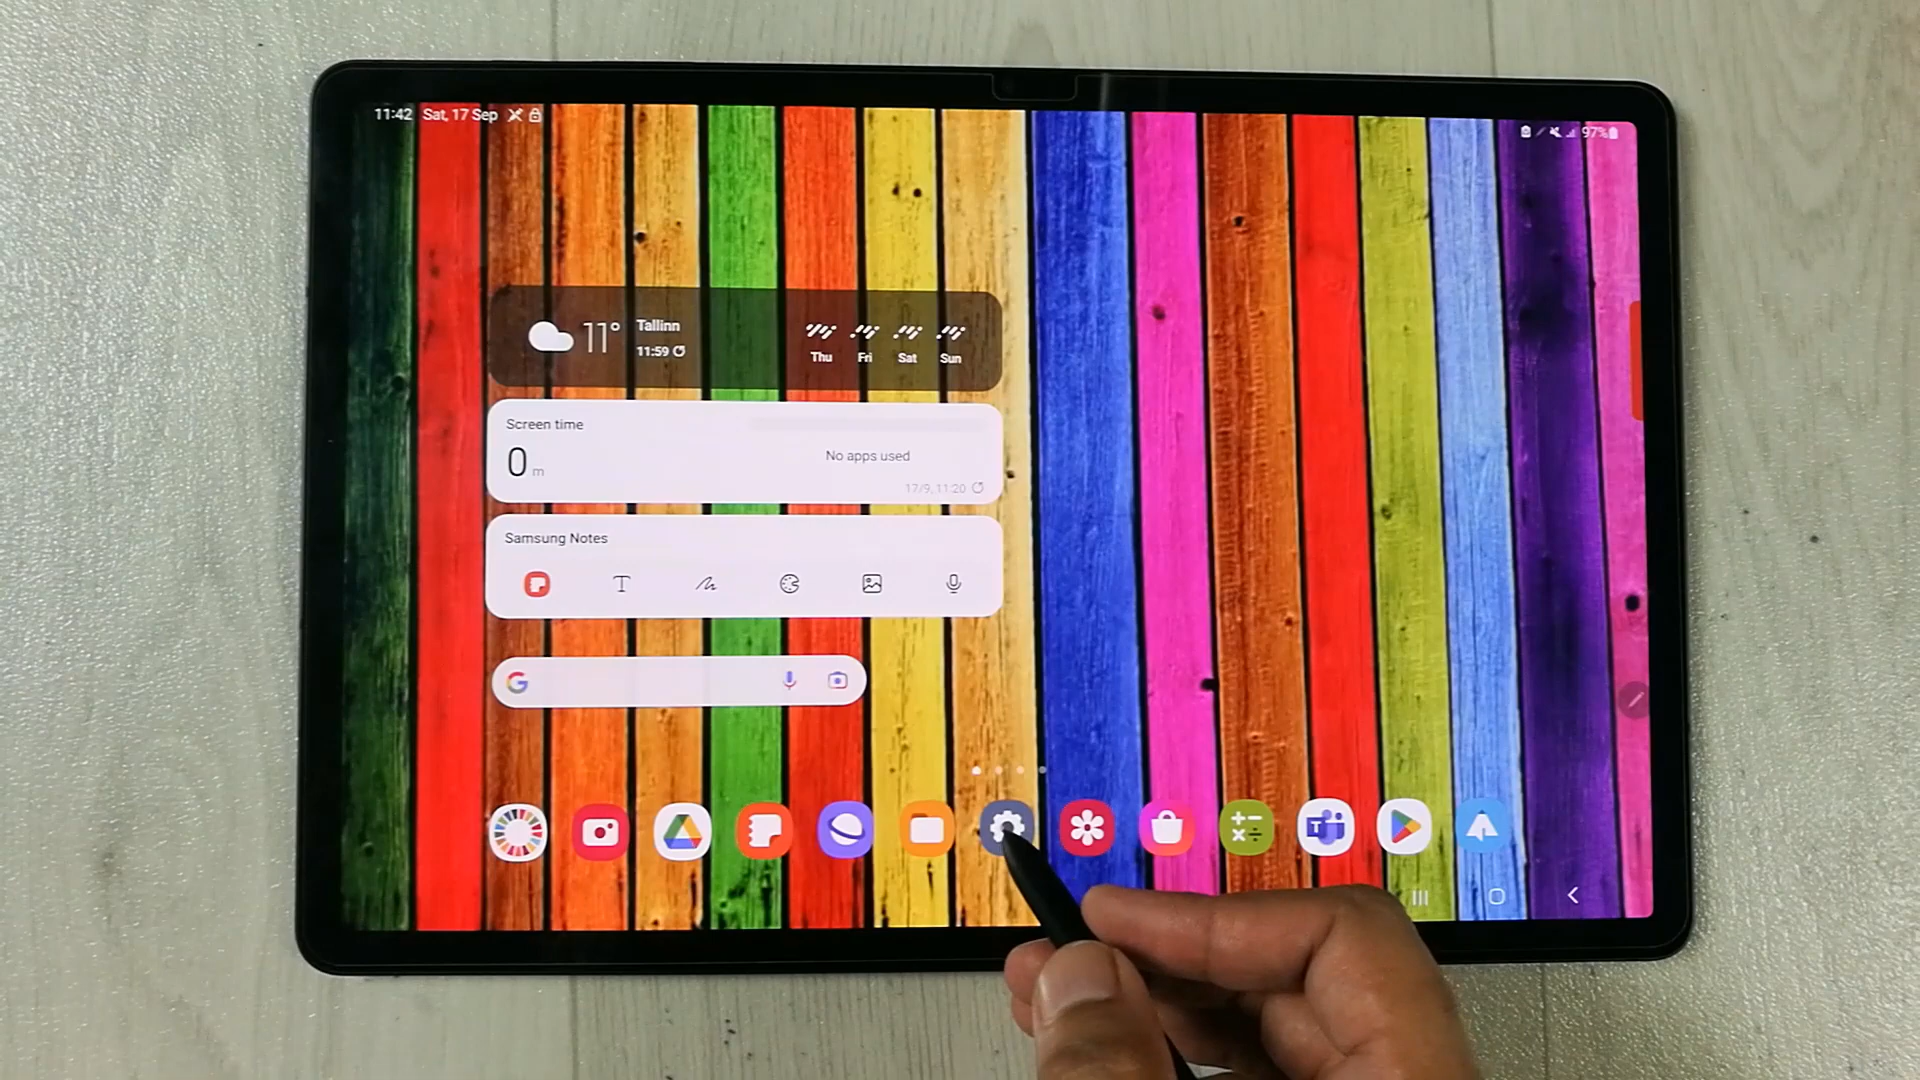 11:42 Sat, 17 Sep
97%
11° Tallinn
11:59
Thu Fri Sat Sun
Screen time
0 m
No apps used
17/9, 11:20
Samsung Notes
T
G
T